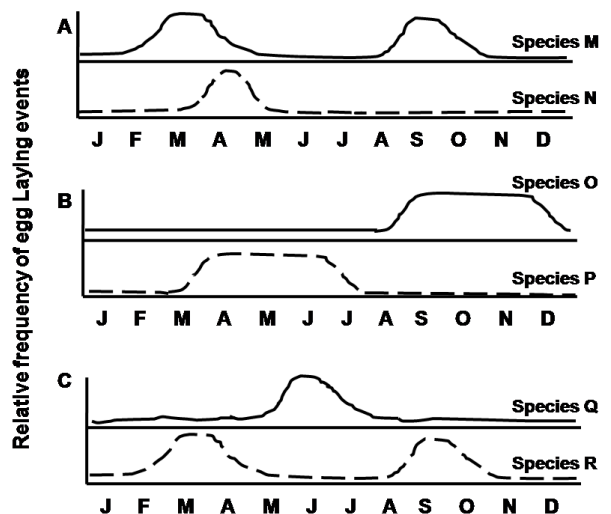 Relative frequency of egg Laying events
A
Species M
Species N
J F M A M J J A S O N D
B
Species O
Species P
J F M A M J J A S O N D
C
Species Q
Species R
J F M A M J J A S O N D